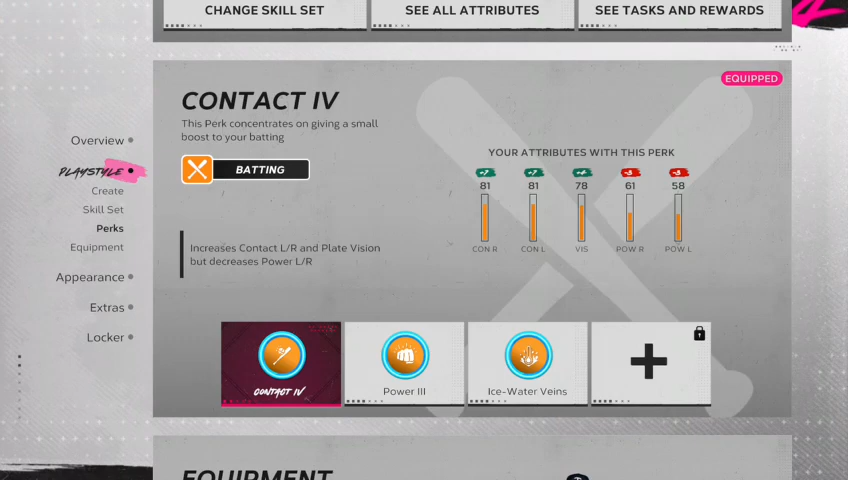 CHANGE SKILL SET
SEE ALL ATTRIBUTES
SEE TASKS AND REWARDS
EQUIPPED
CONTACT IV
This Perk concentrates on giving a small
boost to your batting
BATTING
Increases Contact L/R and Plate Vision
but decreases Power L/R
YOUR ATTRIBUTES WITH THIS PERK
+7 +7 -3 -3
81 81 78 61 58
CON R CON L VIS POW R POW L
Overview
PLAYSTYLE
Create
Skill Set
Perks
Equipment
Appearance
Extras
Locker
CONTACT IV
Power III
Ice-Water Veins
EQUIPMENT